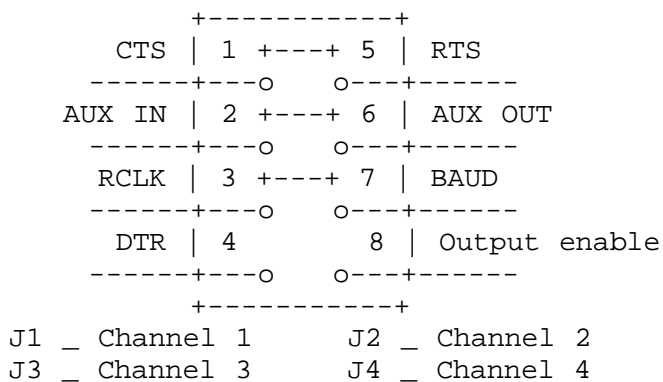 +-----------+
CTS | 1 +---+ 5 | RTS
------+---o o---+------
AUX IN | 2 +---+ 6 | AUX OUT
------+---o o---+------
RCLK | 3 +---+ 7 | BAUD
------+---o o---+------
DTR | 4 8 | Output enable
------+---o o---+------
+-----------+
J1 _ Channel 1 J2 _ Channel 2
J3 _ Channel 3 J4 _ Channel 4